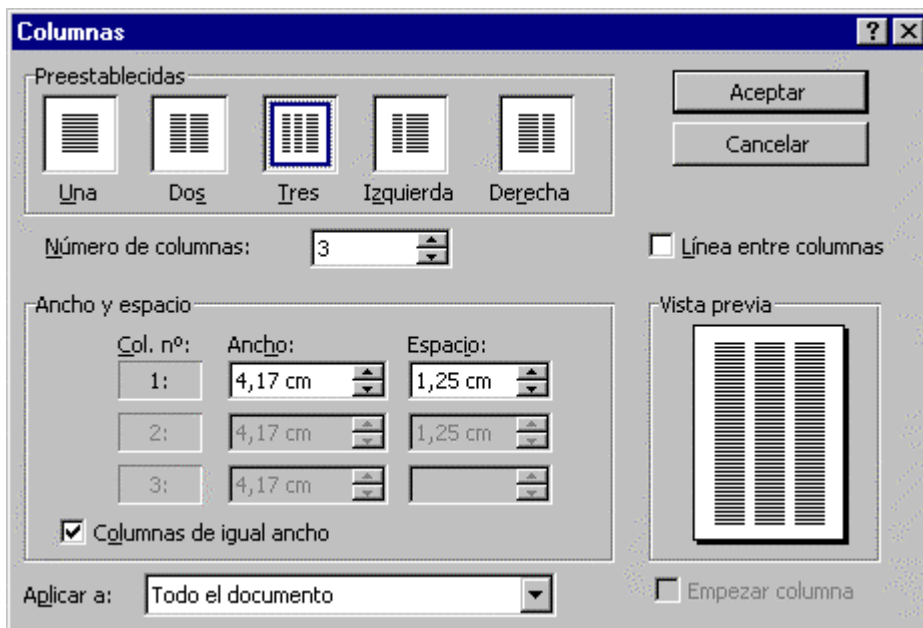 Columnas
Preestablecidas
Una Dos Tres Izquierda Derecha
Aceptar
Cancelar
Número de columnas: 3
Línea entre columnas
Ancho y espacio
Col. nº: Ancho: Espacio:
1: 4,17 cm 1,25 cm
2: 4,17 cm 1,25 cm
3: 4,17 cm
Columnas de igual ancho
Vista previa
Aplicar a: Todo el documento
Empezar columna